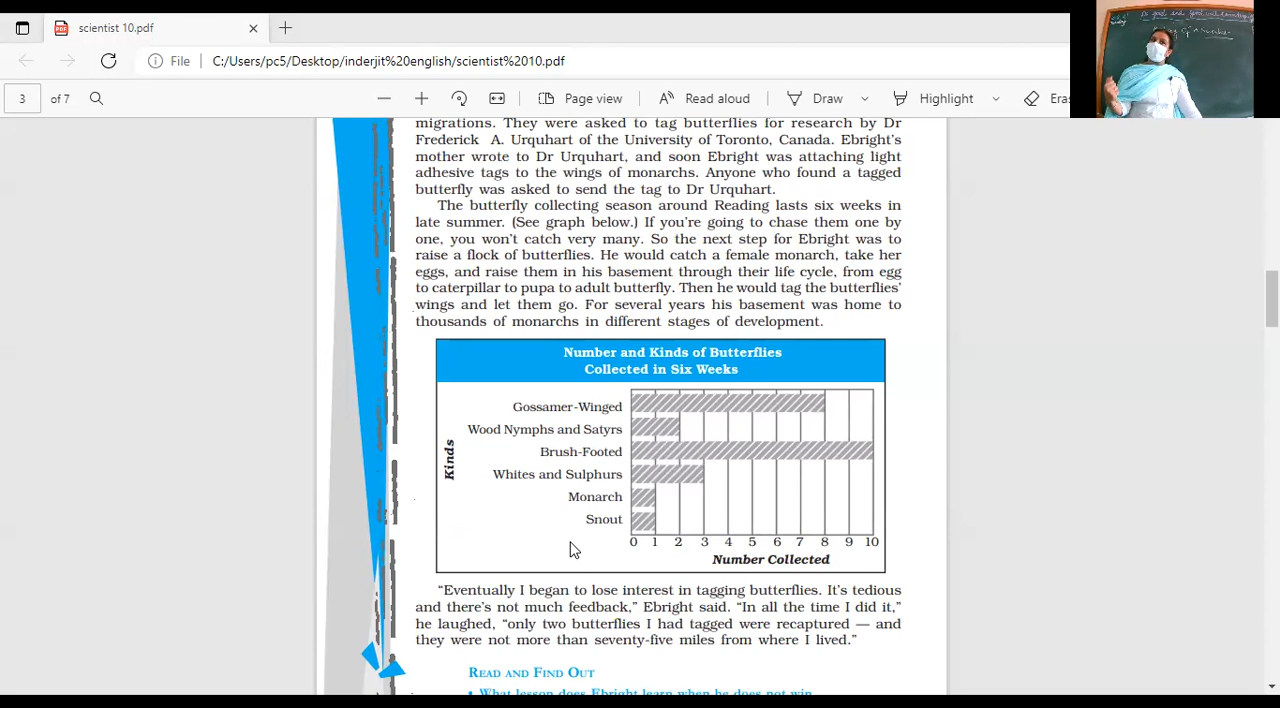 scientist 10.pdf
File C:/Users/pc5/Desktop/inderjit%20english/scientist%2010.pdf
3 of 7 Page view Read aloud Draw Highlight Eras
migrations. They were asked to tag butterflies for research by Dr
Frederick A. Urquhart of the University of Toronto, Canada. Ebright's
mother wrote to Dr Urquhart, and soon Ebright was attaching light
adhesive tags to the wings of monarchs. Anyone who found a tagged
butterfly was asked to send the tag to Dr Urquhart.
The butterfly collecting season around Reading lasts six weeks in
late summer. (See graph below.) If you're going to chase them one by
one, you won't catch very many. So the next step for Ebright was to
raise a flock of butterflies. He would catch a female monarch, take her
eggs, and raise them in his basement through their life cycle, from egg
to caterpillar to pupa to adult butterfly. Then he would tag the butterflies'
wings and let them go. For several years his basement was home to
thousands of monarchs in different stages of development.
Number and Kinds of Butterflies
Collected in Six Weeks
Kinds
Gossamer-Winged
Wood Nymphs and Satyrs
Brush-Footed
Whites and Sulphurs
Monarch
Snout
0 1 2 3 4 5 6 7 8 9 10
Number Collected
"Eventually I began to lose interest in tagging butterflies. It's tedious
and there's not much feedback," Ebright said. "In all the time I did it,"
he laughed, "only two butterflies I had tagged were recaptured — and
they were not more than seventy-five miles from where I lived."
READ AND FIND OUT
• What lesson does Ebright learn when he does not win